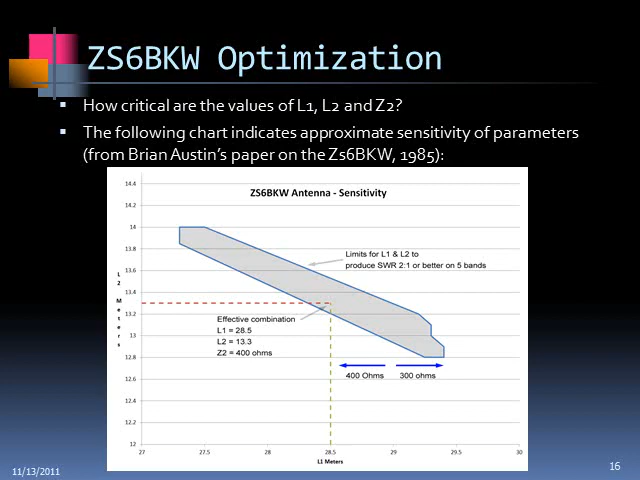 ZS6BKW Optimization
How critical are the values of L1, L2 and Z2?
The following chart indicates approximate sensitivity of parameters
(from Brian Austin's paper on the Zs6BKW, 1985):
ZS6BKW Antenna - Sensitivity
14.4
14.2
14
13.8
13.6
13.4
13.2
13
12.8
12.6
12.4
12.2
12
L2 Meters
Limits for L1 & L2 to
produce SWR 2:1 or better on 5 bands
Effective combination
L1 = 28.5
L2 = 13.3
Z2 = 400 ohms
400 Ohms 300 ohms
27 27.5 28 28.5 29 29.5 30
L1 Meters
11/13/2011
16